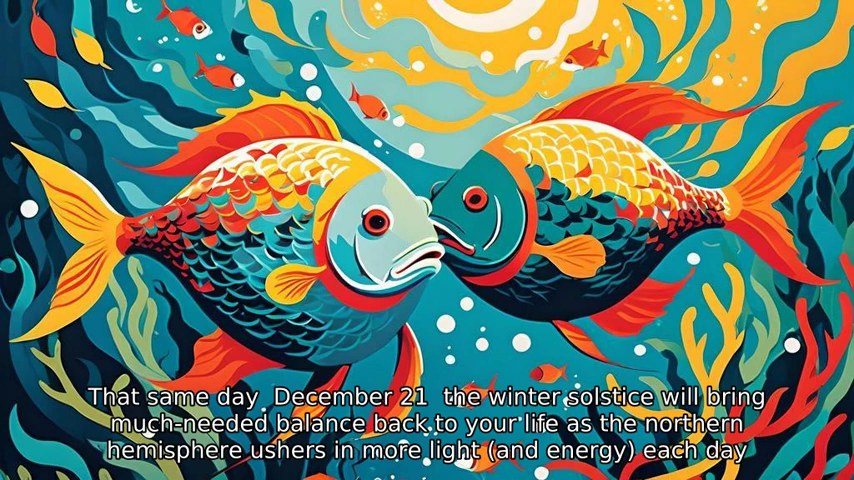 That same day  December 21  the winter solstice will bring
much-needed balance back to your life as the northern
hemisphere ushers in more light (and energy) each day